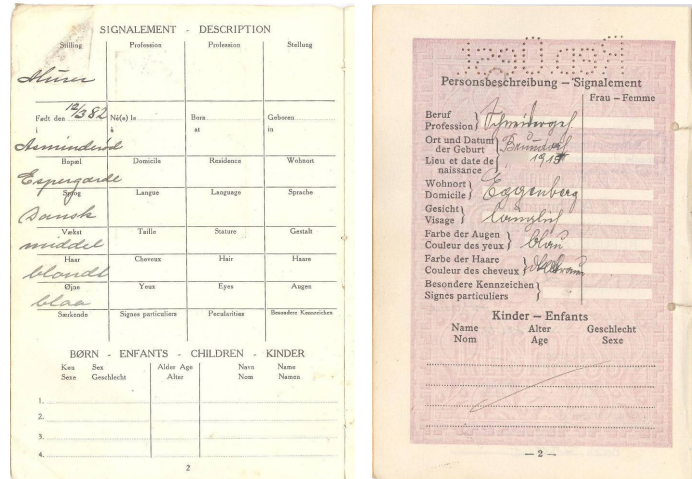 SIGNALEMENT - DESCRIPTION
Stilling Profession Profession Stellung
Murer
Født den 12/3 82 Né(e) le Born Geboren
i à at in
Asminderød
Bopæl Domicile Residence Wohnort
Espergærde
Sprog Langue Language Sprache
Dansk
Vækst Taille Stature Gestalt
middel
Haar Cheveux Hair Haare
blondt
Øjne Yeux Eyes Augen
blaa
Særkende Signes particuliers Pecularities Besondere Kennzeichen
BØRN - ENFANTS - CHILDREN - KINDER
Køn Sex Alder Age Navn Name
Sexe Geschlecht Alter Nom Namen
1.
2.
3.
4.
2
Personsbeschreibung — Signalement
Frau – Femme
Beruf
Profession
Ort und Datum
der Geburt
Lieu et date de
naissance
Wohnort
Domicile Eggenberg
Gesicht
Visage länglich
Farbe der Augen
Couleur des yeux blau
Farbe der Haare
Couleur des cheveux
Besondere Kennzeichen
Signes particuliers
Kinder — Enfants
Name Alter Geschlecht
Nom Age Sexe
— 2 —